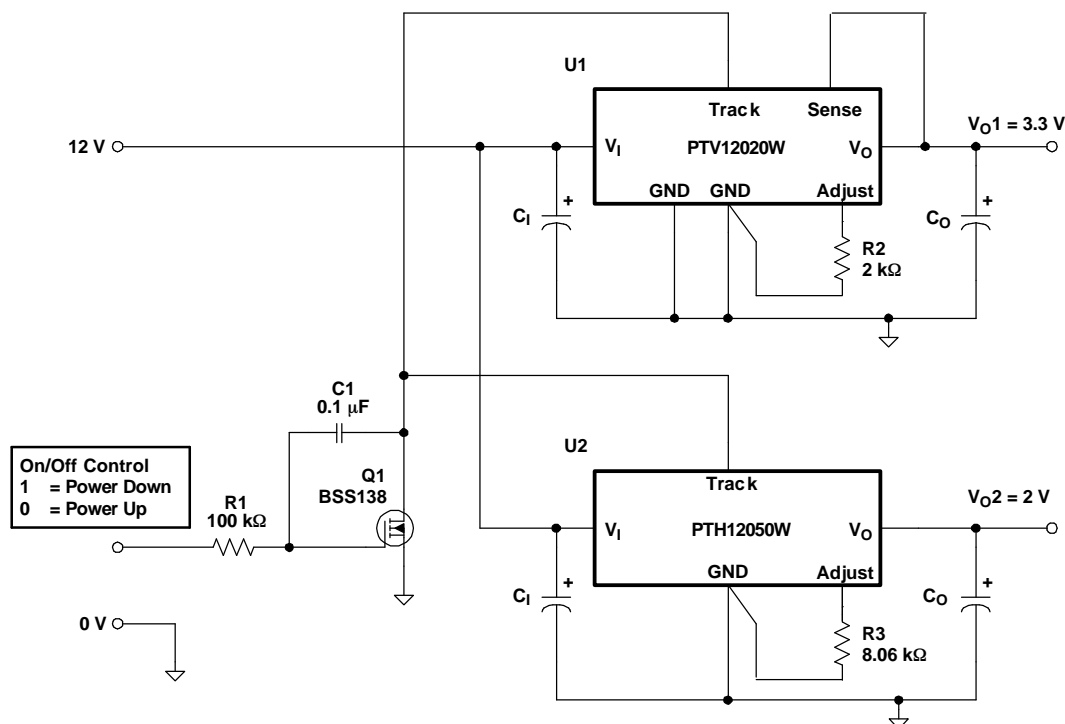 U1
Track
Sense
12 V
VI
PTV12020W
VO
VO1 = 3.3 V
GND
GND
Adjust
CI
+
R2
2 kΩ
CO
+
C1
0.1 µF
On/Off Control
1 = Power Down
0 = Power Up
R1
100 kΩ
Q1
BSS138
U2
Track
VI
PTH12050W
VO
VO2 = 2 V
GND
Adjust
CI
+
R3
8.06 kΩ
CO
+
0 V